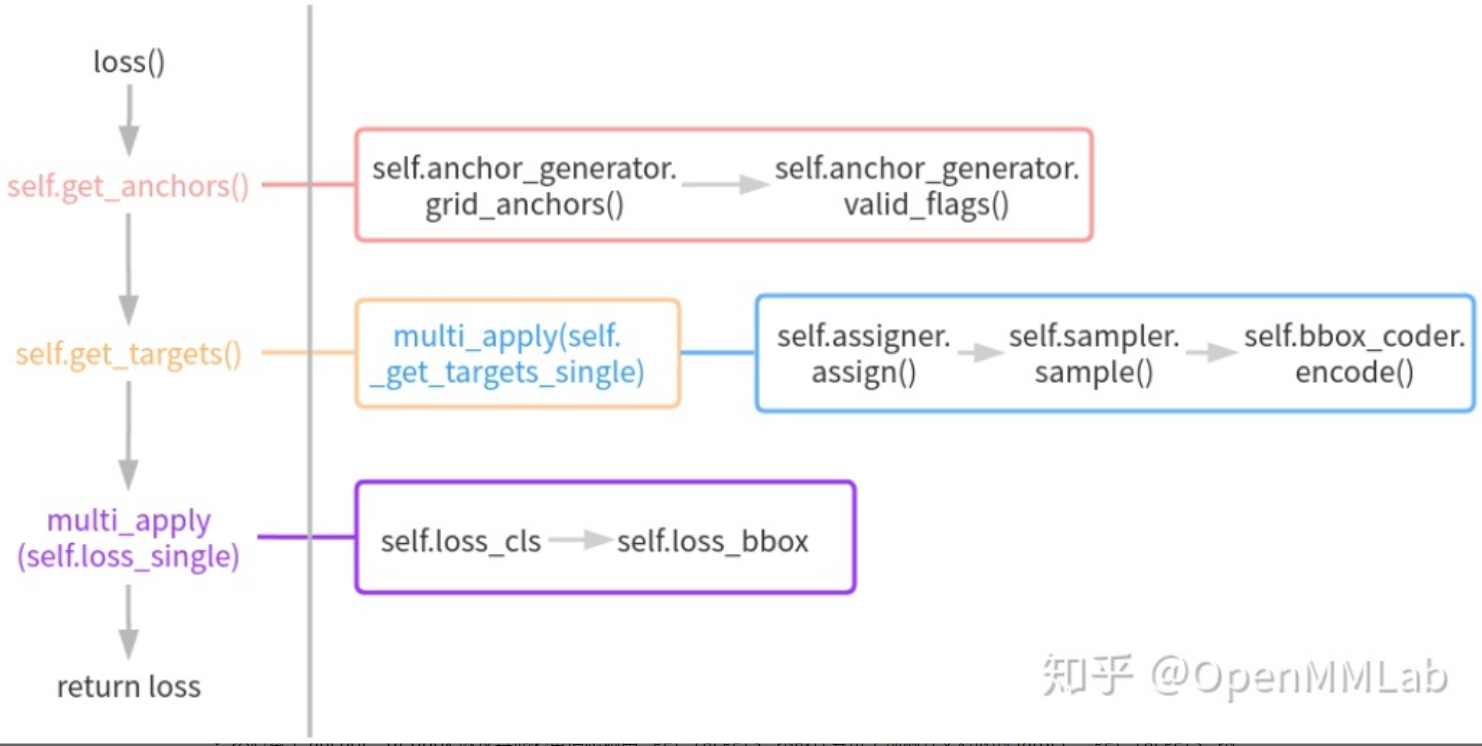 loss()
self.get_anchors()
self.anchor_generator.
grid_anchors()
self.anchor_generator.
valid_flags()
self.get_targets()
multi_apply(self.
_get_targets_single)
self.assigner.
assign()
self.sampler.
sample()
self.bbox_coder.
encode()
multi_apply
(self.loss_single)
self.loss_cls
self.loss_bbox
return loss
知乎 @OpenMMLab